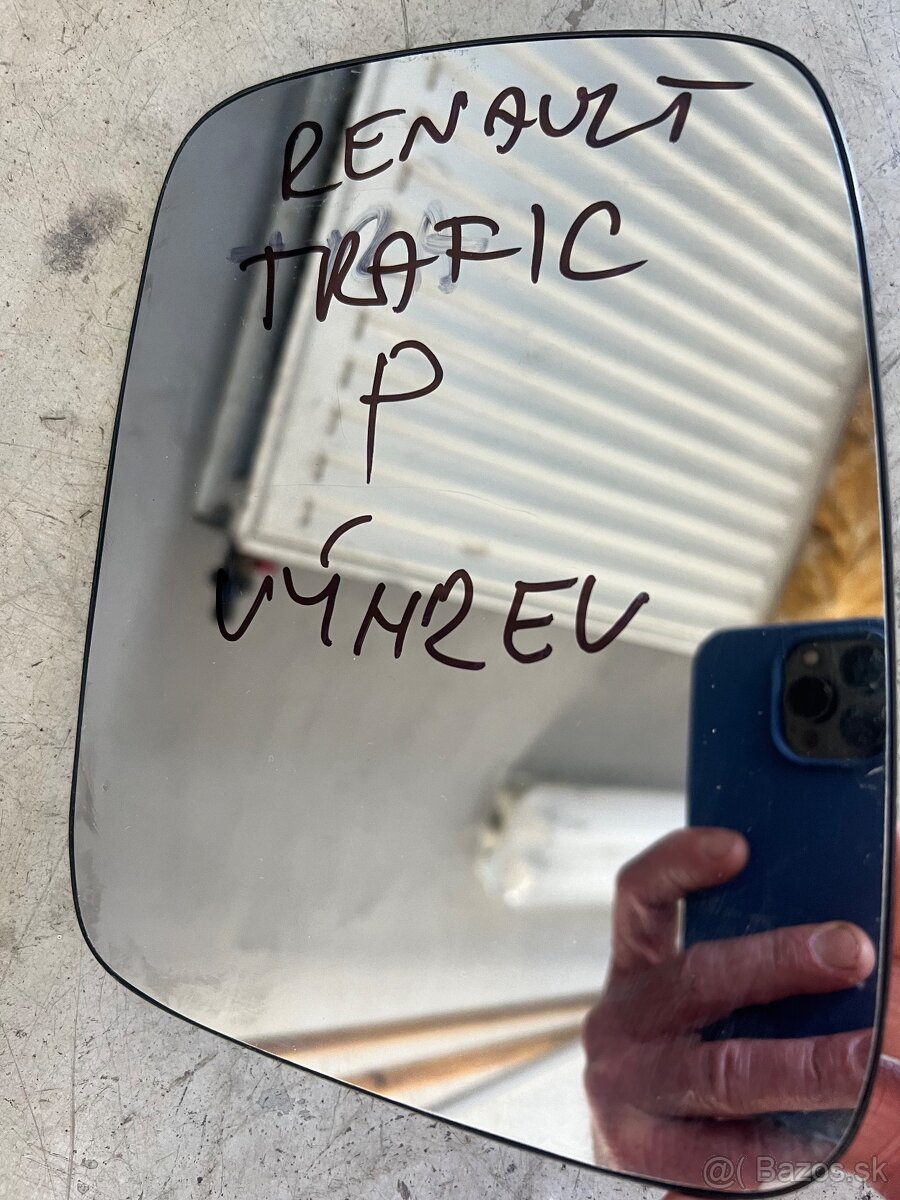 RENAULT
TRAFIC
P
VÝHREV
@( Bazos.sk